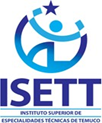 ISETT
INSTITUTO SUPERIOR DE
ESPECIALIDADES TÉCNICAS DE TEMUCO